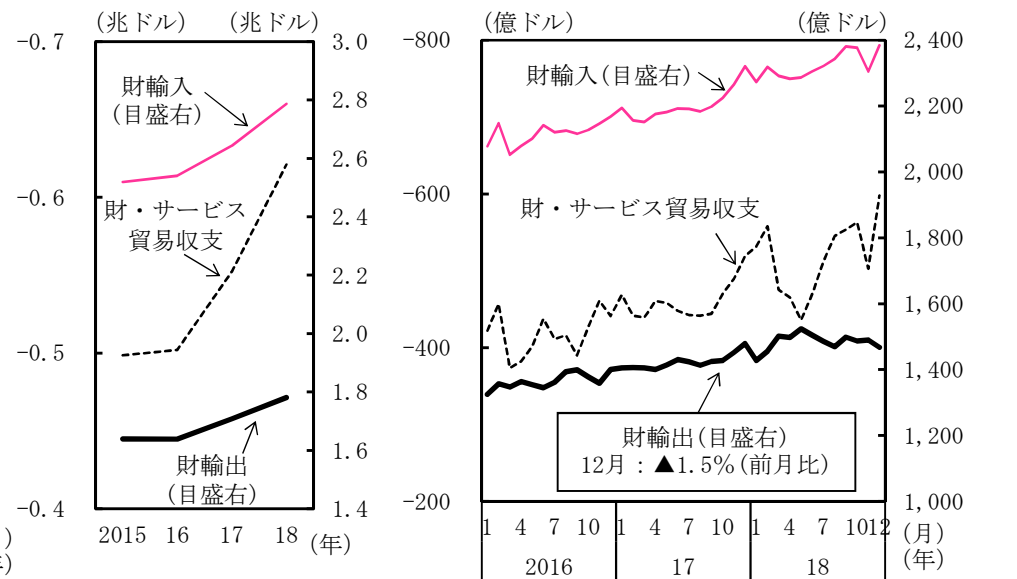 (兆ドル) (兆ドル)
-0.7
-0.6
-0.5
-0.4
3.0
2.8
2.6
2.4
2.2
2.0
1.8
1.6
1.4
財輸入
(目盛右)
財・サービス
貿易収支
財輸出
(目盛右)
2015 16 17 18 (年)
)
(億ドル) (億ドル)
-800
-600
-400
-200
2,400
2,200
2,000
1,800
1,600
1,400
1,200
1,000
財輸入(目盛右)
財・サービス貿易収支
財輸出(目盛右)
12月:▲1.5%(前月比)
1 4 7 10 1 4 7 10 1 4 7 1012 (月)
2016 17 18 (年)